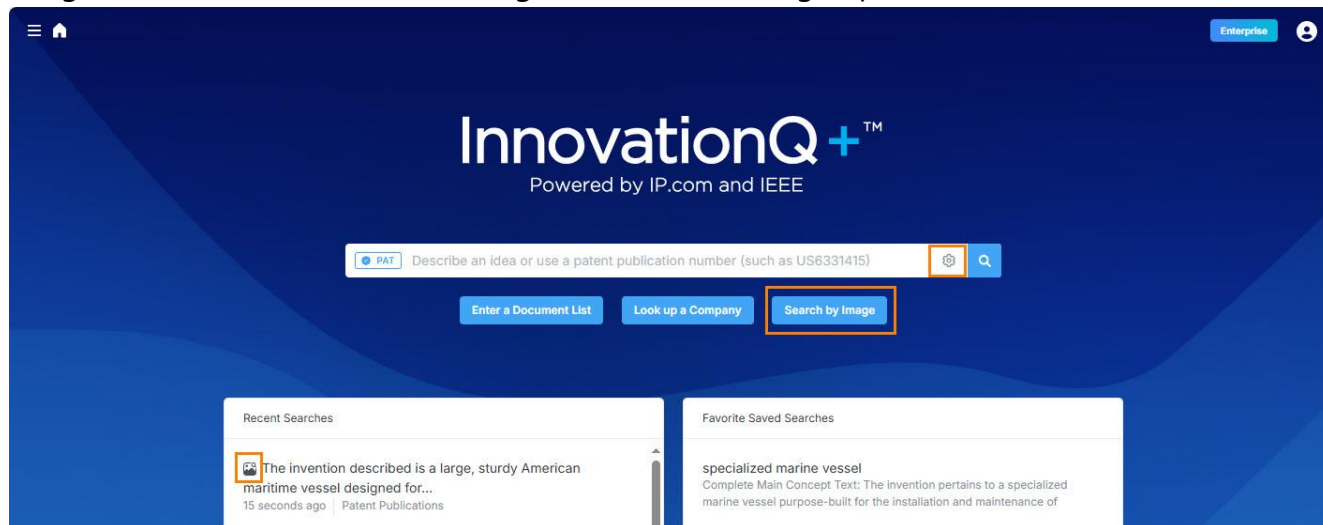 Enterprise
InnovationQ+™
Powered by IP.com and IEEE
PAT Describe an idea or use a patent publication number (such as US6331415)
Enter a Document List Look up a Company Search by Image
Recent Searches
The invention described is a large, sturdy American
maritime vessel designed for...
15 seconds ago Patent Publications
Favorite Saved Searches
specialized marine vessel
Complete Main Concept Text: The invention pertains to a specialized
marine vessel purpose-built for the installation and maintenance of